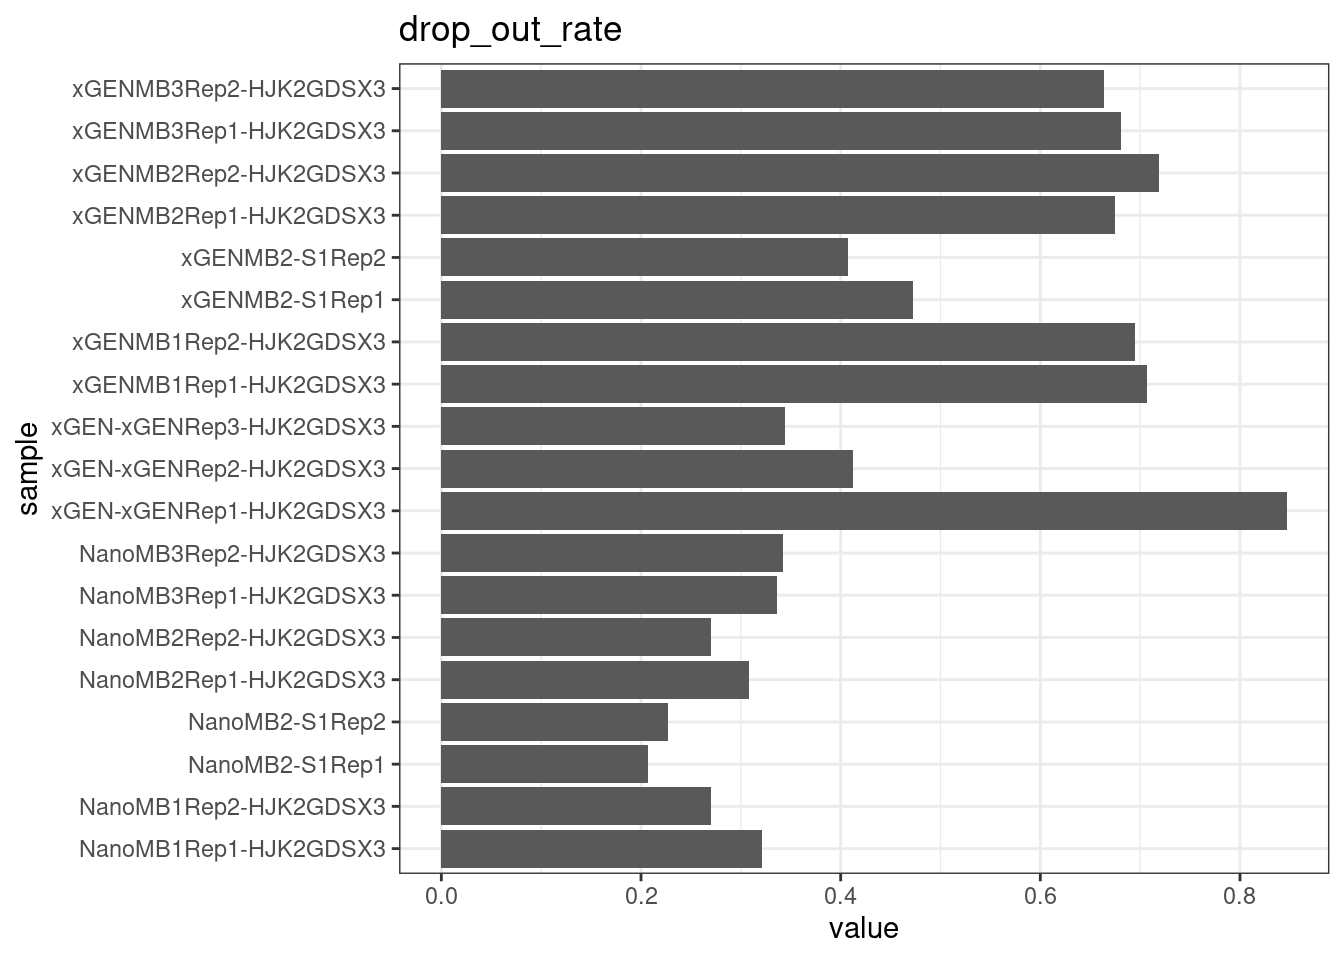 drop_out_rate
xGENMB3Rep2-HJK2GDSX3
xGENMB3Rep1-HJK2GDSX3
xGENMB2Rep2-HJK2GDSX3
xGENMB2Rep1-HJK2GDSX3
xGENMB2-S1Rep2
xGENMB2-S1Rep1
xGENMB1Rep2-HJK2GDSX3
xGENMB1Rep1-HJK2GDSX3
xGEN-xGENRep3-HJK2GDSX3
xGEN-xGENRep2-HJK2GDSX3
xGEN-xGENRep1-HJK2GDSX3
NanoMB3Rep2-HJK2GDSX3
NanoMB3Rep1-HJK2GDSX3
NanoMB2Rep2-HJK2GDSX3
NanoMB2Rep1-HJK2GDSX3
NanoMB2-S1Rep2
NanoMB2-S1Rep1
NanoMB1Rep2-HJK2GDSX3
NanoMB1Rep1-HJK2GDSX3
sample
0.0 0.2 0.4 0.6 0.8
value